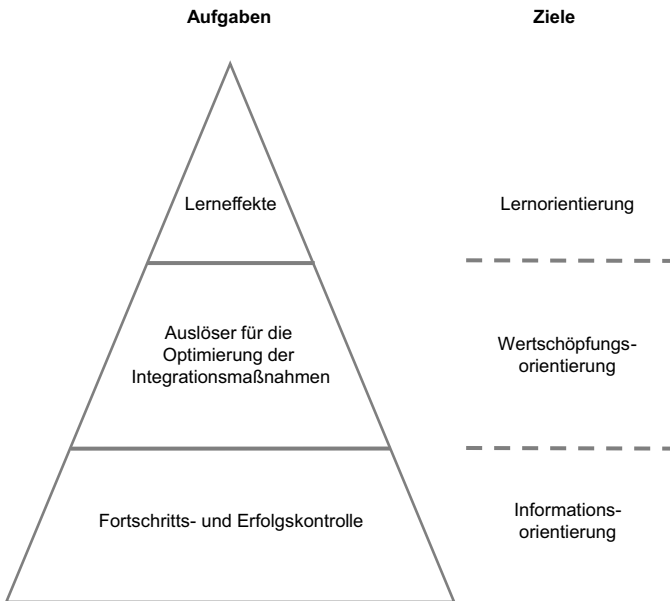 Aufgaben
Ziele
Lerneffekte
Lernorientierung
Auslöser für die
Optimierung der
Integrationsmaßnahmen
Wertschöpfungs-
orientierung
Fortschritts- und Erfolgskontrolle
Informations-
orientierung